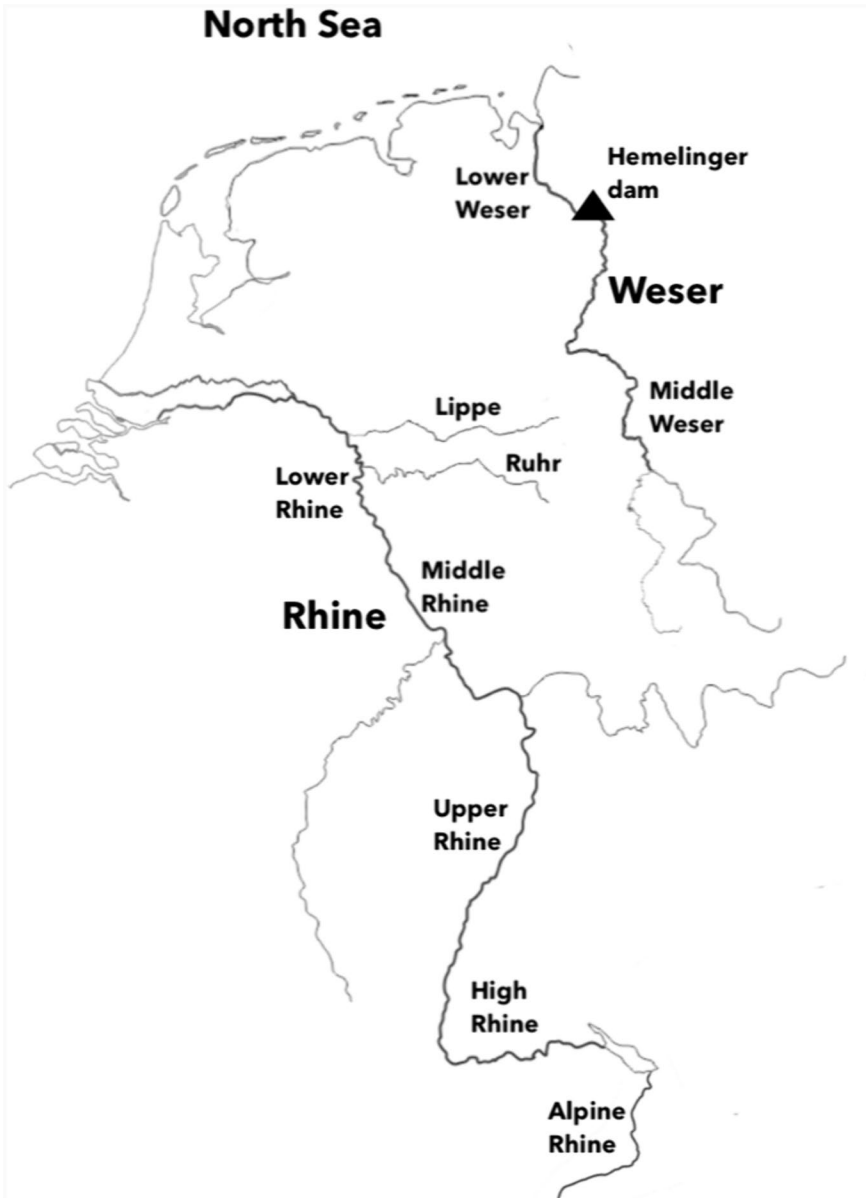 North Sea
Hemelinger
dam
Lower
Weser
Weser
Middle
Weser
Lippe
Ruhr
Lower
Rhine
Middle
Rhine
Rhine
Upper
Rhine
High
Rhine
Alpine
Rhine